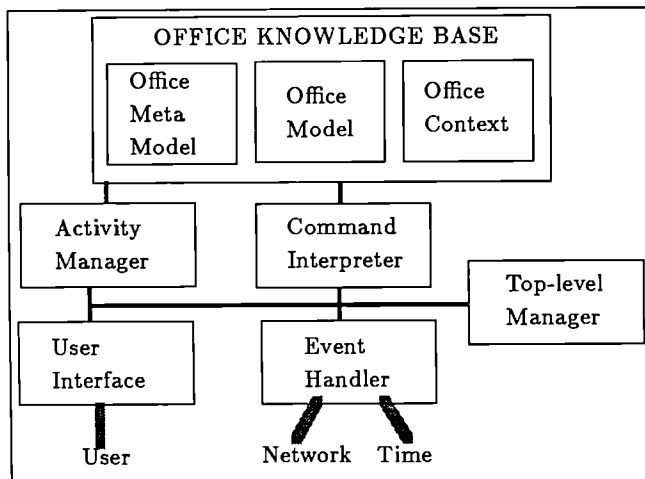 OFFICE KNOWLEDGE BASE
Office
Meta
Model
Office
Model
Office
Context
Activity
Manager
Command
Interpreter
Top-level
Manager
User
Interface
Event
Handler
User
Network
Time